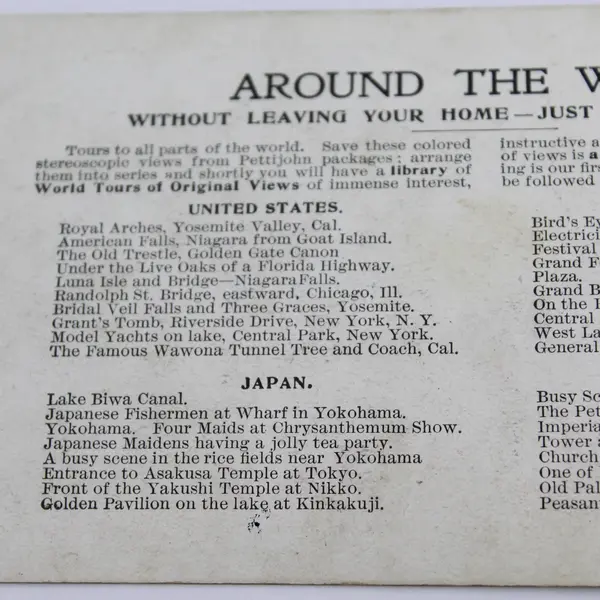 AROUND THE W
WITHOUT LEAVING YOUR HOME—JUST
Tours to all parts of the world. Save these colored
stereoscopic views from Pettijohn packages; arrange
them into series and shortly you will have a library of
World Tours of Original Views of immense interest,
instructive a
of views is a
ing is our firs
be followed
UNITED STATES.
Royal Arches, Yosemite Valley, Cal.
American Falls, Niagara from Goat Island.
The Old Trestle, Golden Gate Canon
Under the Live Oaks of a Florida Highway.
Luna Isle and Bridge—Niagara Falls.
Randolph St. Bridge, eastward, Chicago, Ill.
Bridal Veil Falls and Three Graces, Yosemite.
Grant's Tomb, Riverside Drive, New York, N. Y.
Model Yachts on lake, Central Park, New York.
The Famous Wawona Tunnel Tree and Coach, Cal.
JAPAN.
Lake Biwa Canal.
Japanese Fishermen at Wharf in Yokohama.
Yokohama. Four Maids at Chrysanthemum Show.
Japanese Maidens having a jolly tea party.
A busy scene in the rice fields near Yokohama
Entrance to Asakusa Temple at Tokyo.
Front of the Yakushi Temple at Nikko.
Golden Pavilion on the lake at Kinkakuji.
Bird's Ey
Electrici
Festival
Grand F
Plaza.
Grand B
On the
Central
West La
General
Busy Sc
The Pet
Imperia
Tower
Church
One of
Old Pal
Peasan